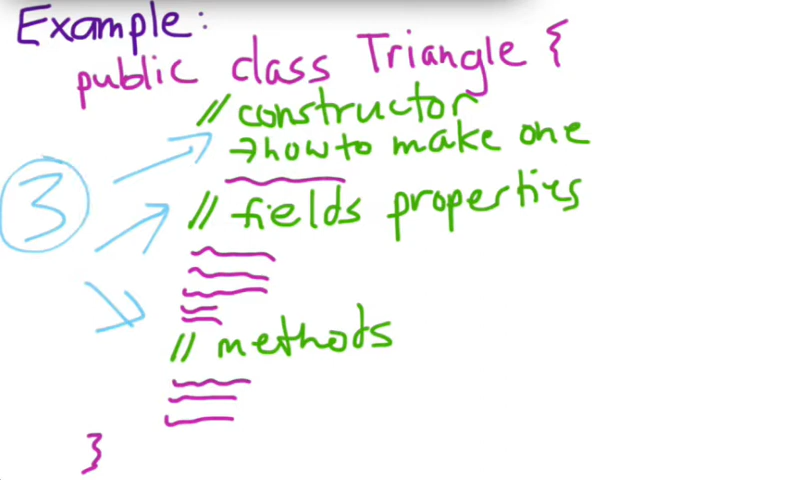 Example:
public class Triangle {
// constructor
→ how to make one
3
// fields properties
// methods
}